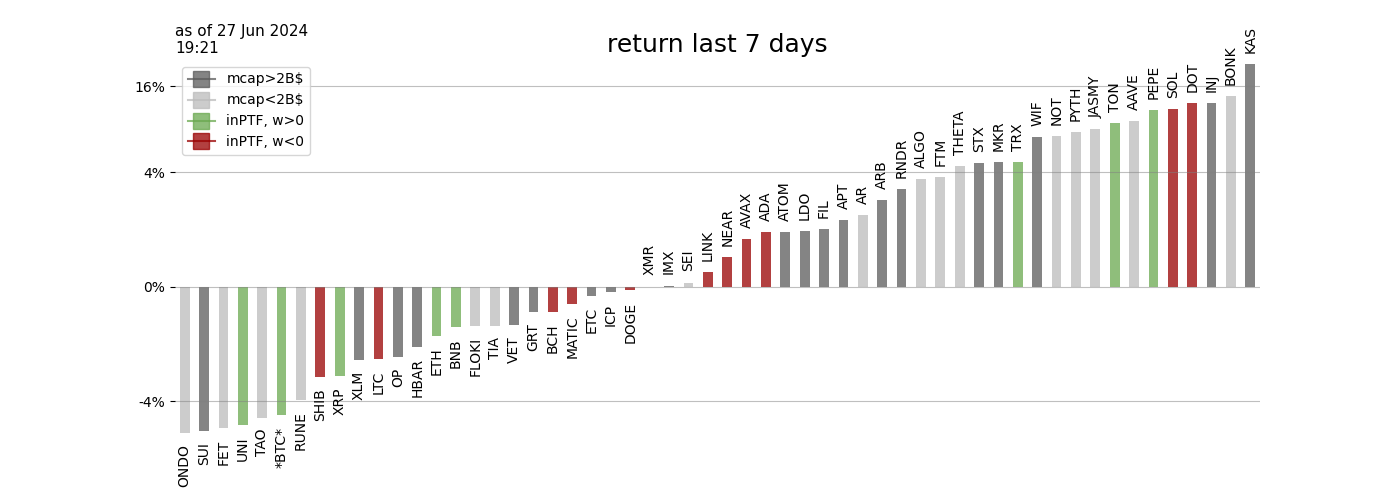 as of 27 Jun 2024
19:21
return last 7 days
mcap>2B$
mcap<2B$
inPTF, w>0
inPTF, w<0
16%
4%
0%
-4%
ONDO
SUI
FET
UNI
TAO
*BTC*
RUNE
SHIB
XRP
XLM
LTC
OP
HBAR
ETH
BNB
FLOKI
TIA
VET
GRT
BCH
MATIC
ETC
ICP
DOGE
XMR
IMX
SEI
LINK
NEAR
AVAX
ADA
ATOM
LDO
FIL
APT
AR
ARB
RNDR
ALGO
FTM
THETA
STX
MKR
TRX
WIF
NOT
PYTH
JASMY
TON
AAVE
PEPE
SOL
DOT
INJ
BONK
KAS